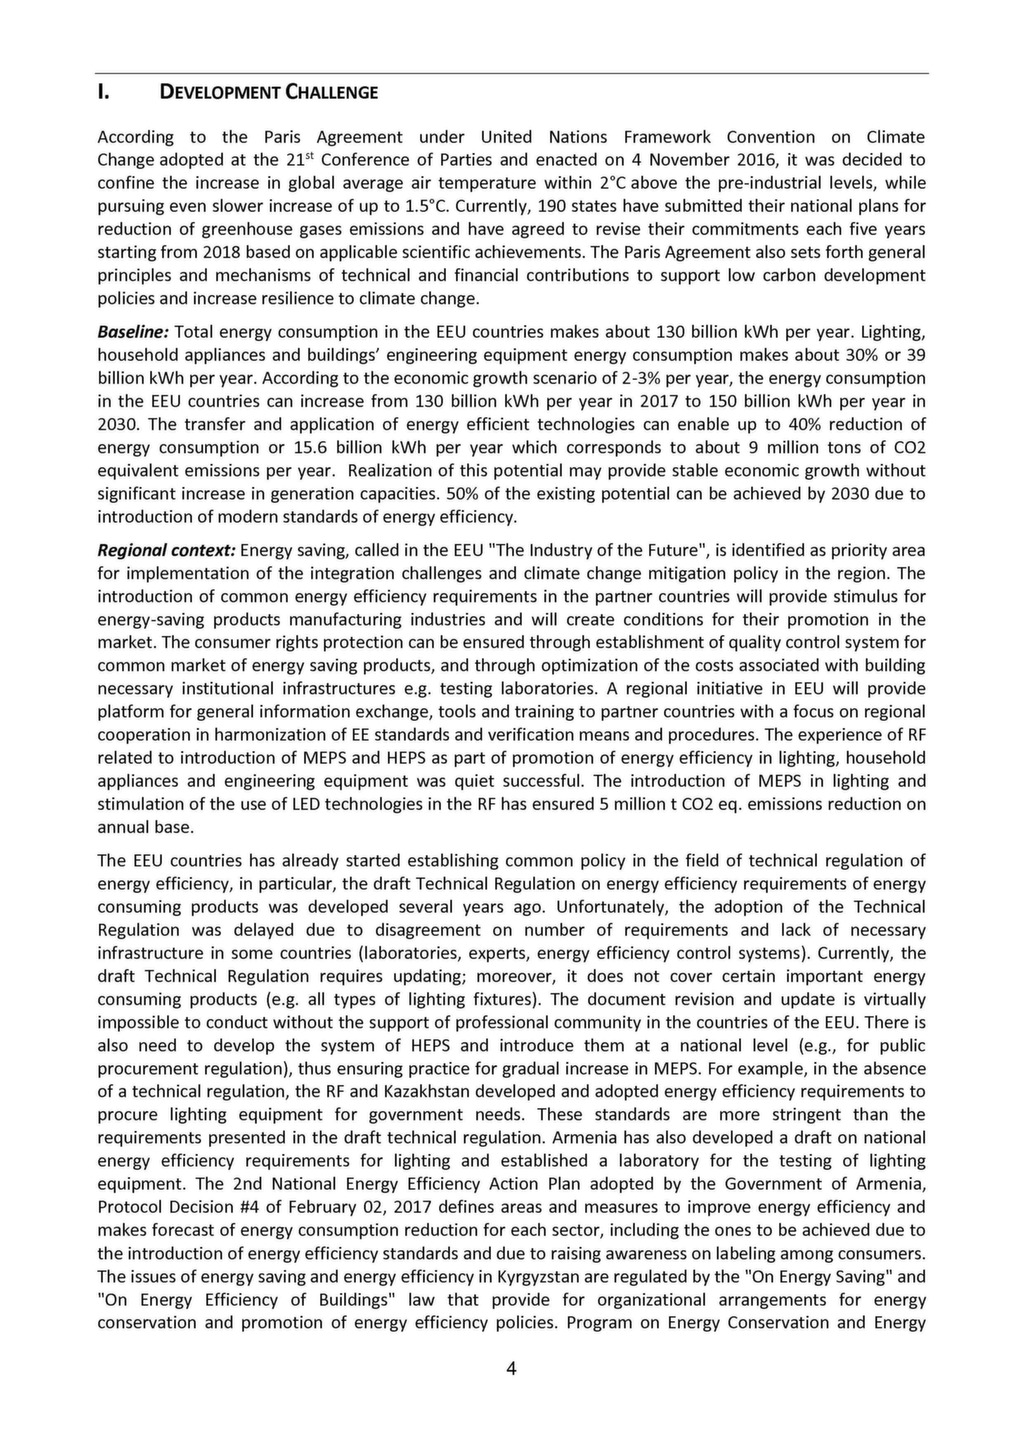 I. DEVELOPMENT CHALLENGE
According to the Paris Agreement under United Nations Framework Convention on Climate
Change adopted at the 21st Conference of Parties and enacted on 4 November 2016, it was decided to
confine the increase in global average air temperature within 2°C above the pre-industrial levels, while
pursuing even slower increase of up to 1.5°C. Currently, 190 states have submitted their national plans for
reduction of greenhouse gases emissions and have agreed to revise their commitments each five years
starting from 2018 based on applicable scientific achievements. The Paris Agreement also sets forth general
principles and mechanisms of technical and financial contributions to support low carbon development
policies and increase resilience to climate change.
Baseline: Total energy consumption in the EEU countries makes about 130 billion kWh per year. Lighting,
household appliances and buildings’ engineering equipment energy consumption makes about 30% or 39
billion kWh per year. According to the economic growth scenario of 2-3% per year, the energy consumption
in the EEU countries can increase from 130 billion kWh per year in 2017 to 150 billion kWh per year in
2030. The transfer and application of energy efficient technologies can enable up to 40% reduction of
energy consumption or 15.6 billion kWh per year which corresponds to about 9 million tons of CO2
equivalent emissions per year. Realization of this potential may provide stable economic growth without
significant increase in generation capacities. 50% of the existing potential can be achieved by 2030 due to
introduction of modern standards of energy efficiency.
Regional context: Energy saving, called in the EEU "The Industry of the Future", is identified as priority area
for implementation of the integration challenges and climate change mitigation policy in the region. The
introduction of common energy efficiency requirements in the partner countries will provide stimulus for
energy-saving products manufacturing industries and will create conditions for their promotion in the
market. The consumer rights protection can be ensured through establishment of quality control system for
common market of energy saving products, and through optimization of the costs associated with building
necessary institutional infrastructures e.g. testing laboratories. A regional initiative in EEU will provide
platform for general information exchange, tools and training to partner countries with a focus on regional
cooperation in harmonization of EE standards and verification means and procedures. The experience of RF
related to introduction of MEPS and HEPS as part of promotion of energy efficiency in lighting, household
appliances and engineering equipment was quiet successful. The introduction of MEPS in lighting and
stimulation of the use of LED technologies in the RF has ensured 5 million t CO2 eq. emissions reduction on
annual base.
The EEU countries has already started establishing common policy in the field of technical regulation of
energy efficiency, in particular, the draft Technical Regulation on energy efficiency requirements of energy
consuming products was developed several years ago. Unfortunately, the adoption of the Technical
Regulation was delayed due to disagreement on number of requirements and lack of necessary
infrastructure in some countries (laboratories, experts, energy efficiency control systems). Currently, the
draft Technical Regulation requires updating; moreover, it does not cover certain important energy
consuming products (e.g. all types of lighting fixtures). The document revision and update is virtually
impossible to conduct without the support of professional community in the countries of the EEU. There is
also need to develop the system of HEPS and introduce them at a national level (e.g., for public
procurement regulation), thus ensuring practice for gradual increase in MEPS. For example, in the absence
of a technical regulation, the RF and Kazakhstan developed and adopted energy efficiency requirements to
procure lighting equipment for government needs. These standards are more stringent than the
requirements presented in the draft technical regulation. Armenia has also developed a draft on national
energy efficiency requirements for lighting and established a laboratory for the testing of lighting
equipment. The 2nd National Energy Efficiency Action Plan adopted by the Government of Armenia,
Protocol Decision #4 of February 02, 2017 defines areas and measures to improve energy efficiency and
makes forecast of energy consumption reduction for each sector, including the ones to be achieved due to
the introduction of energy efficiency standards and due to raising awareness on labeling among consumers.
The issues of energy saving and energy efficiency in Kyrgyzstan are regulated by the "On Energy Saving" and
"On Energy Efficiency of Buildings" law that provide for organizational arrangements for energy
conservation and promotion of energy efficiency policies. Program on Energy Conservation and Energy
4